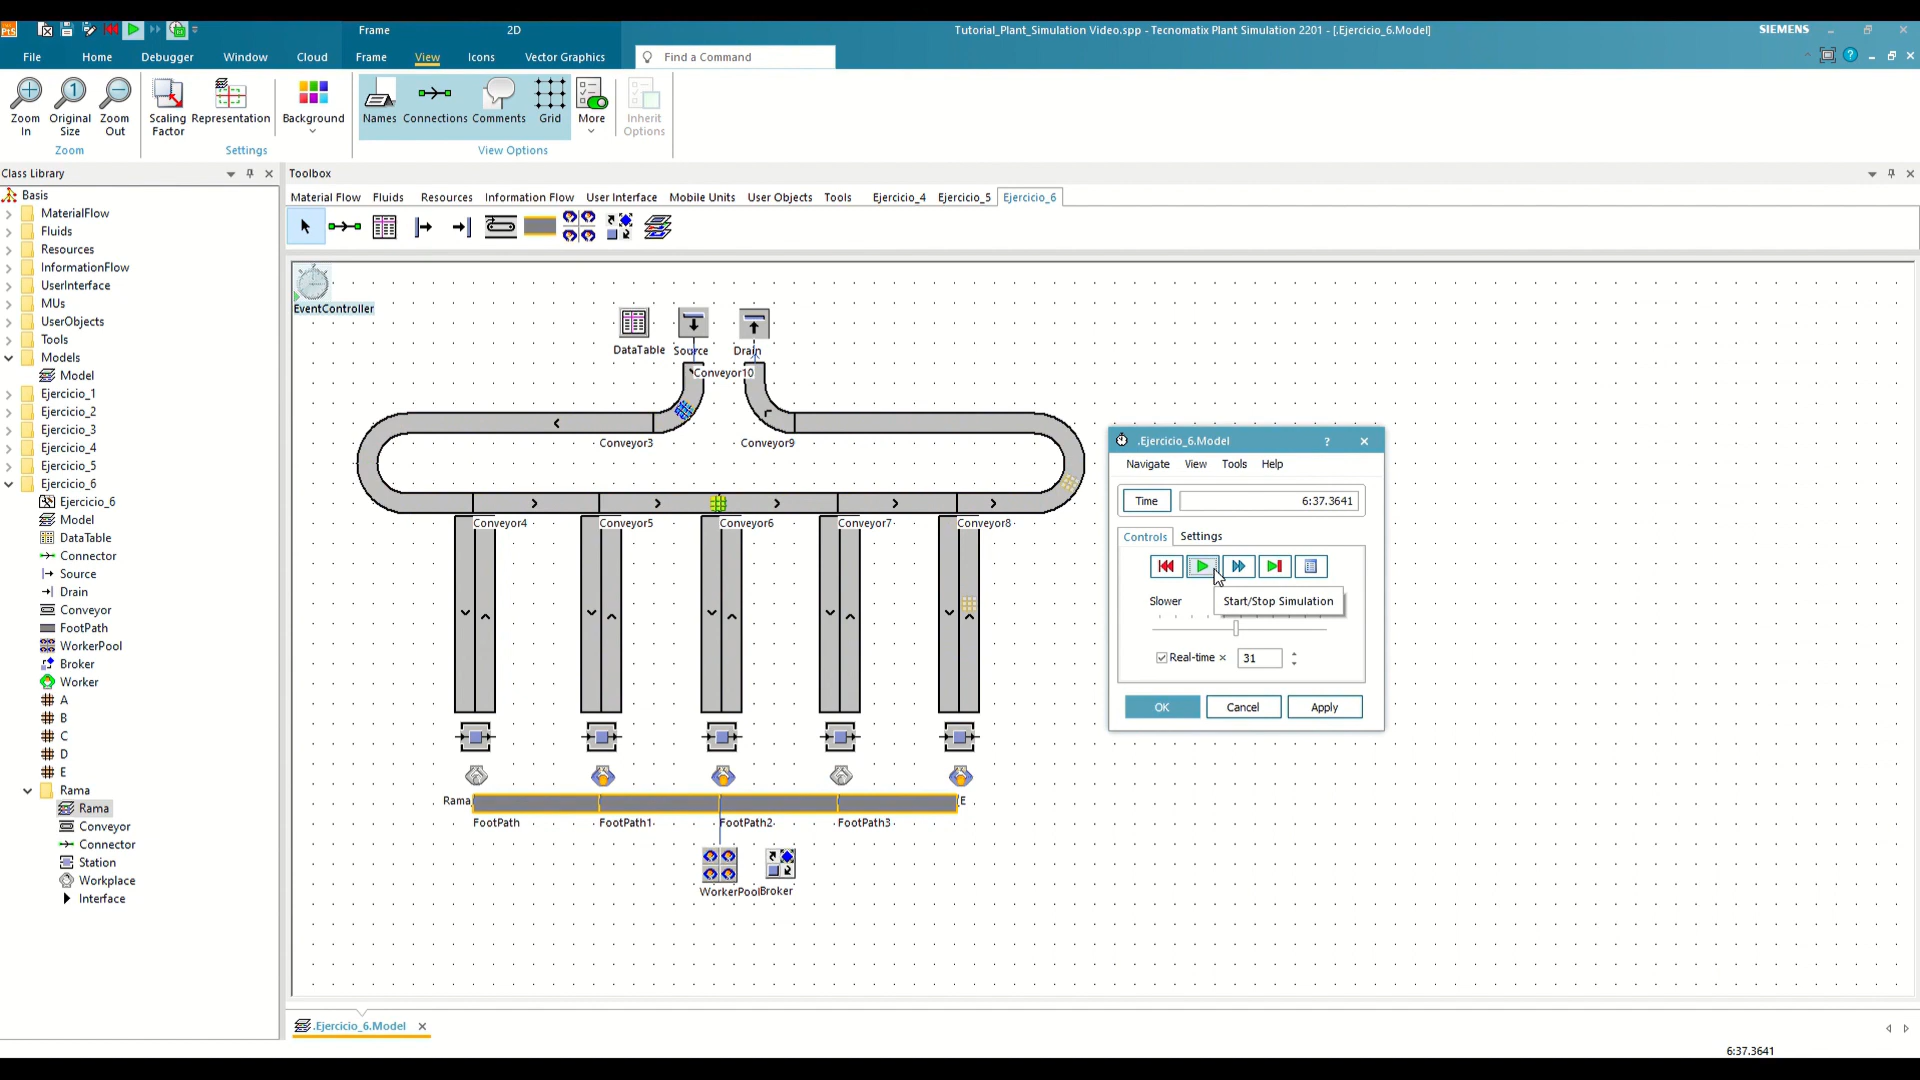 Frame
2D
Tutorial_Plant_Simulation Video.spp - Tecnomatix Plant Simulation 2201 - [.Ejercicio_6.Model]
SIEMENS
File
Home
Debugger
Window
Cloud
Frame
View
Icons
Vector Graphics
Find a Command
Zoom In
Original Size
Zoom Out
Scaling Factor
Representation
Background
Names
Connections
Comments
Grid
More
Inherit Options
Zoom
Settings
View Options
Class Library
Toolbox
Basis
MaterialFlow
Fluids
Resources
InformationFlow
UserInterface
MUs
UserObjects
Tools
Models
Model
Ejercicio_1
Ejercicio_2
Ejercicio_3
Ejercicio_4
Ejercicio_5
Ejercicio_6
Ejercicio_6
Model
DataTable
Connector
Source
Drain
Conveyor
FootPath
WorkerPool
Broker
Worker
A
B
C
D
E
Rama
Rama
Conveyor
Connector
Station
Workplace
Interface
Material Flow
Fluids
Resources
Information Flow
User Interface
Mobile Units
User Objects
Tools
Ejercicio_4
Ejercicio_5
Ejercicio_6
EventController
DataTable
Source
Drain
Conveyor10
Conveyor3
Conveyor9
Conveyor4
Conveyor5
Conveyor6
Conveyor7
Conveyor8
Rama
E
FootPath
FootPath1
FootPath2
FootPath3
WorkerPool
Broker
.Ejercicio_6.Model
Navigate
View
Tools
Help
Time
6:37.3641
Controls
Settings
Slower
Start/Stop Simulation
Real-time ×
31
OK
Cancel
Apply
.Ejercicio_6.Model
6:37.3641